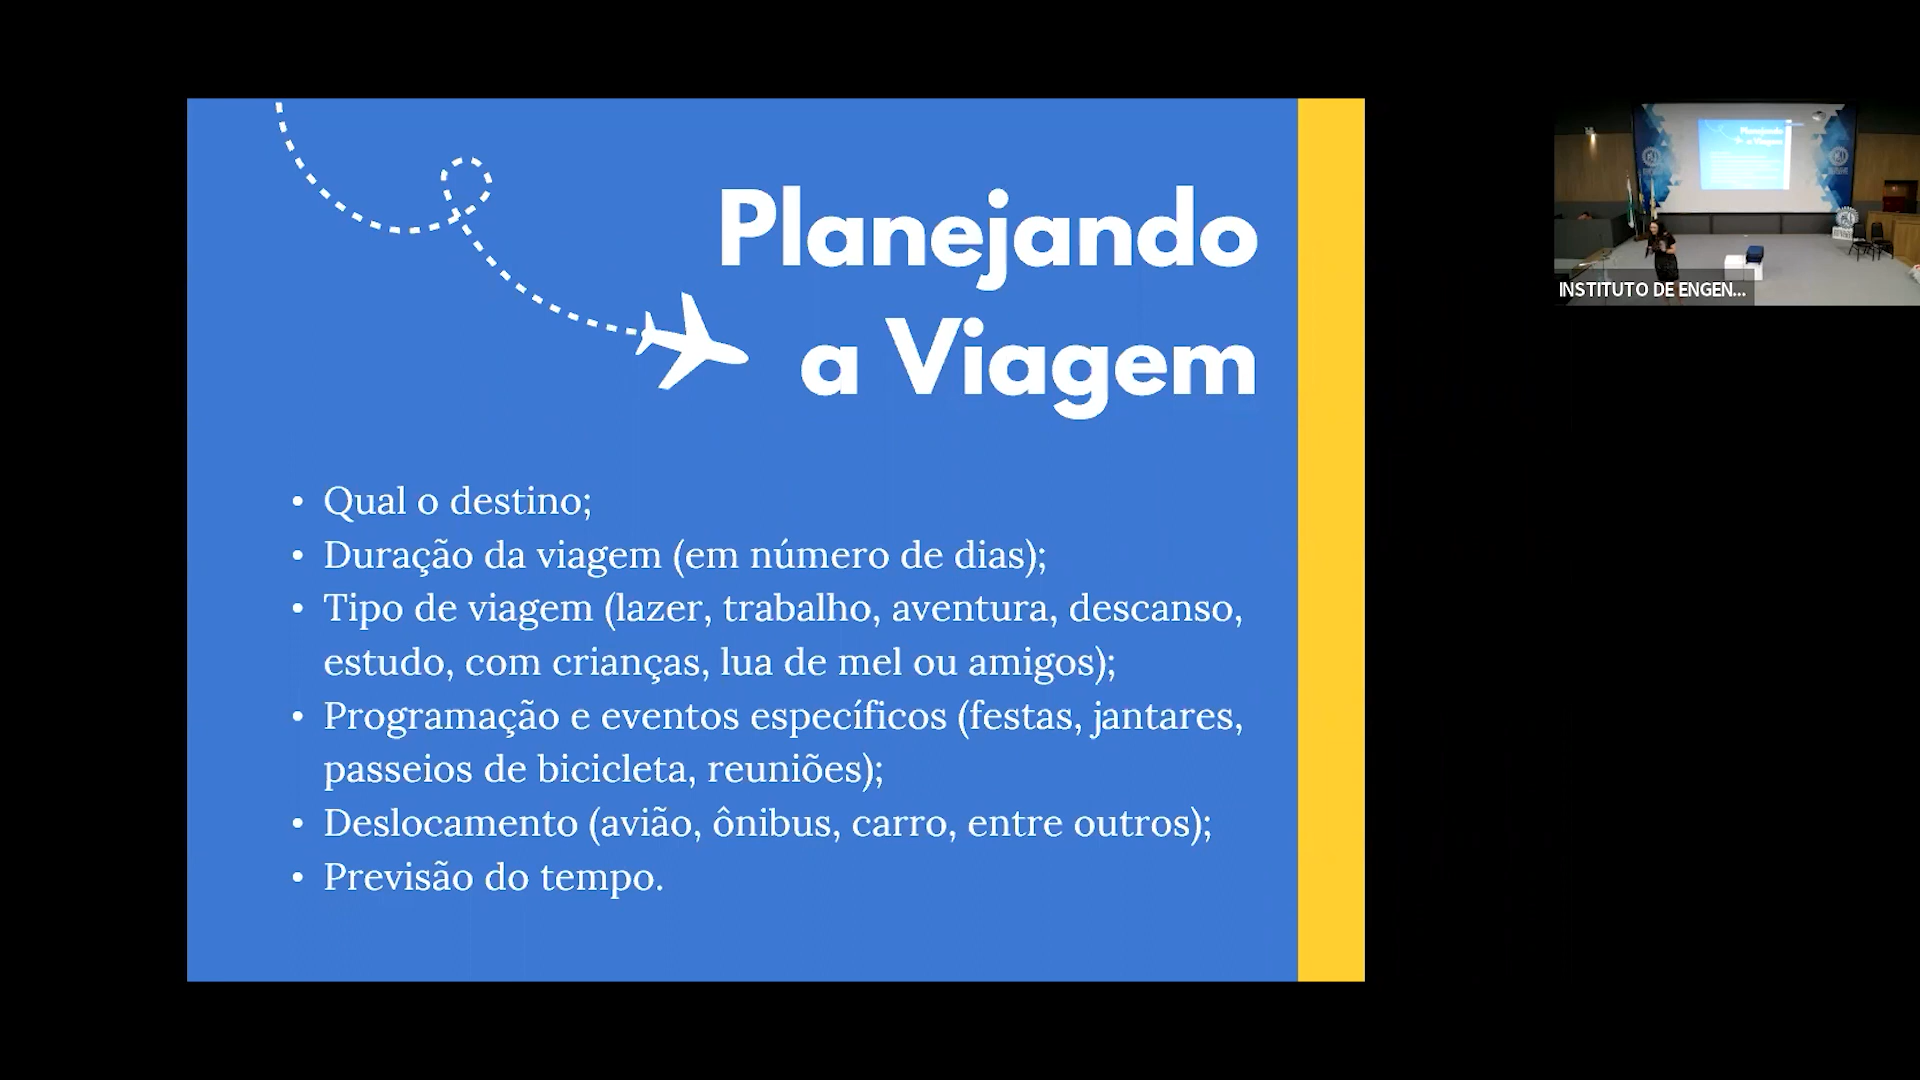 Planejando
a Viagem
• Qual o destino;
• Duração da viagem (em número de dias);
• Tipo de viagem (lazer, trabalho, aventura, descanso,
estudo, com crianças, lua de mel ou amigos);
• Programação e eventos específicos (festas, jantares,
passeios de bicicleta, reuniões);
• Deslocamento (avião, ônibus, carro, entre outros);
• Previsão do tempo.
Planejando
a Viagem
INSTITUTO DE ENGEN...